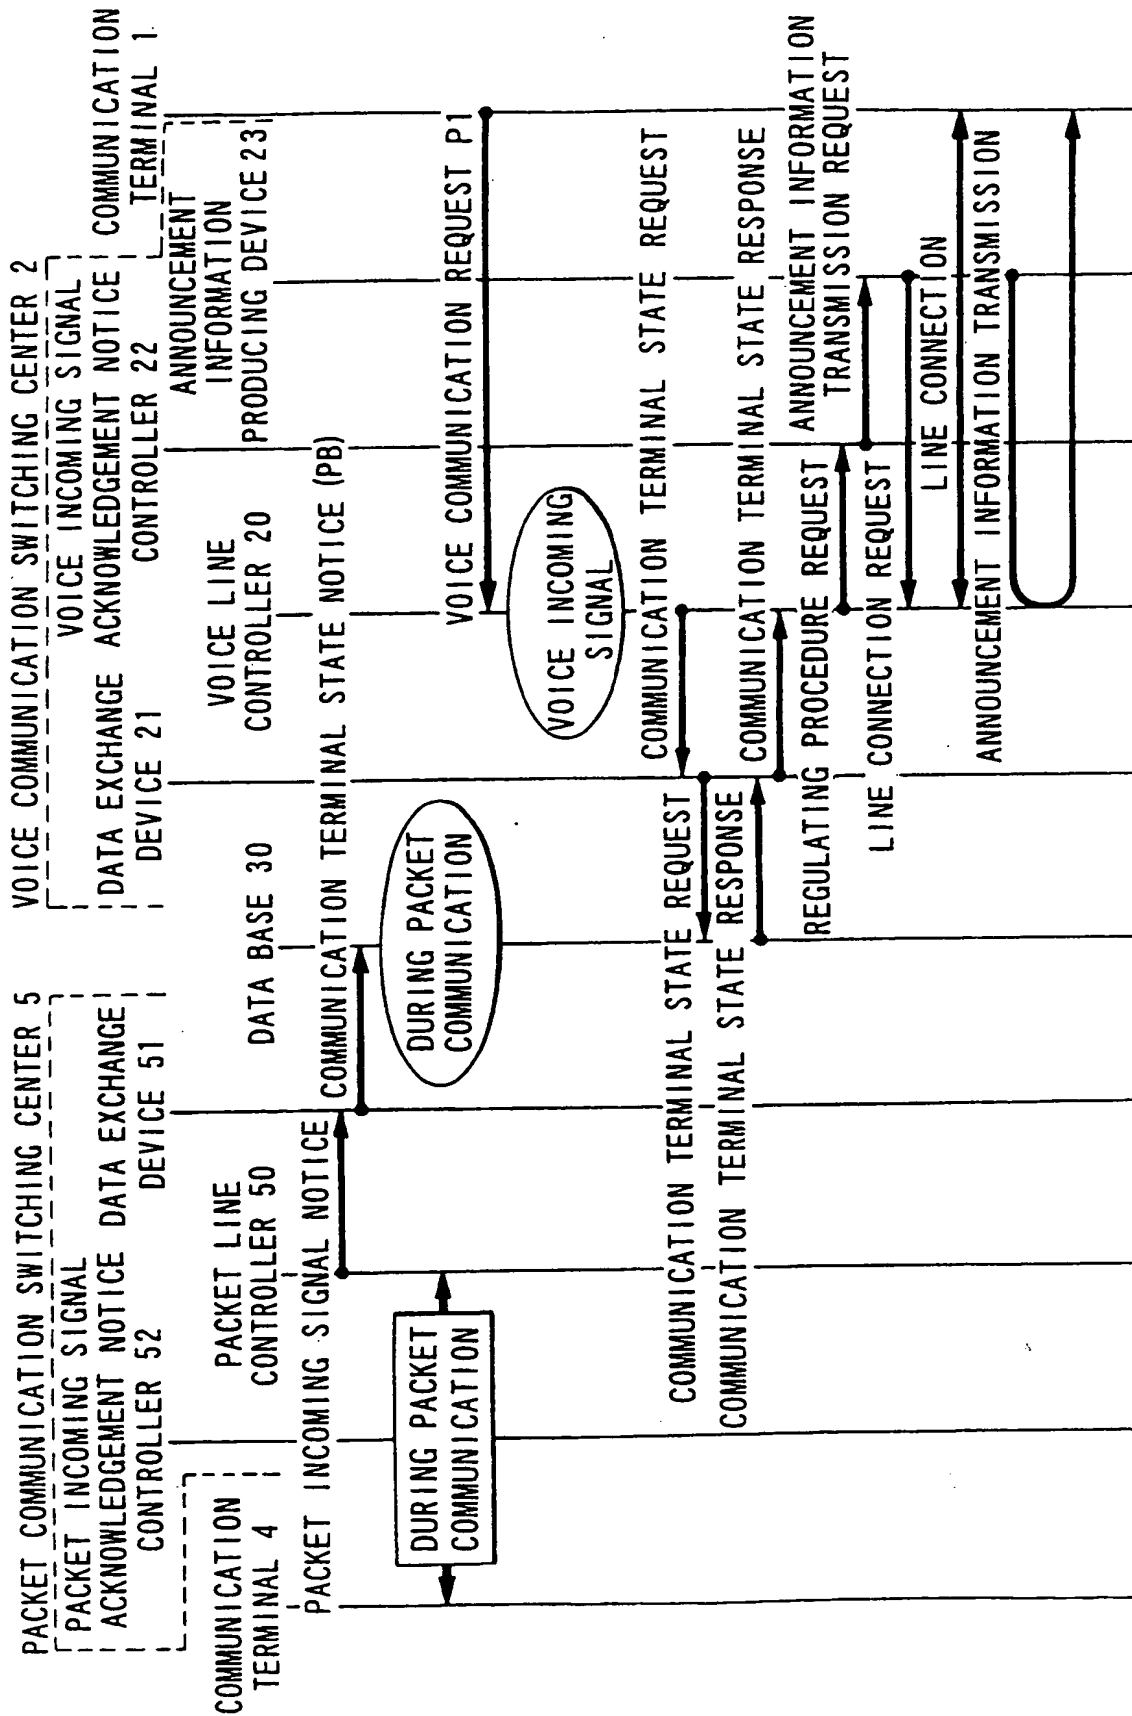 PACKET COMMUNICATION SWITCHING CENTER 5
PACKET INCOMING SIGNAL
ACKNOWLEDGEMENT NOTICE
CONTROLLER 52
DATA EXCHANGE
DEVICE 51
COMMUNICATION
TERMINAL 4
PACKET LINE
CONTROLLER 50
DATA BASE 30
VOICE COMMUNICATION SWITCHING CENTER 2
DATA EXCHANGE
DEVICE 21
VOICE INCOMING SIGNAL
ACKNOWLEDGEMENT NOTICE
CONTROLLER 22
VOICE LINE
CONTROLLER 20
ANNOUNCEMENT
INFORMATION
PRODUCING DEVICE 23
COMMUNICATION
TERMINAL 1
PACKET INCOMING SIGNAL NOTICE
COMMUNICATION TERMINAL STATE NOTICE (PB)
DURING PACKET
COMMUNICATION
DURING PACKET
COMMUNICATION
VOICE COMMUNICATION REQUEST P1
VOICE INCOMING
SIGNAL
COMMUNICATION TERMINAL STATE REQUEST
COMMUNICATION TERMINAL STATE REQUEST
COMMUNICATION TERMINAL STATE RESPONSE
COMMUNICATION TERMINAL STATE RESPONSE
REGULATING PROCEDURE REQUEST
ANNOUNCEMENT INFORMATION
TRANSMISSION REQUEST
LINE CONNECTION REQUEST
LINE CONNECTION
ANNOUNCEMENT INFORMATION TRANSMISSION